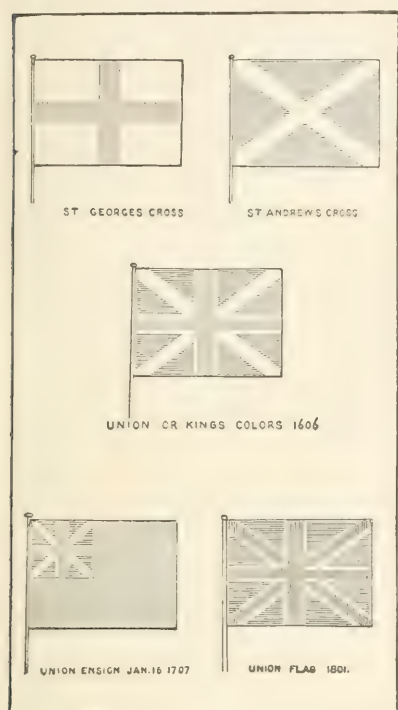 ST GEORGES CROSS
ST ANDREWS CROSS
UNION OR KINGS COLORS 1606
UNION ENSIGN JAN. 16 1707
UNION FLAG 1801.